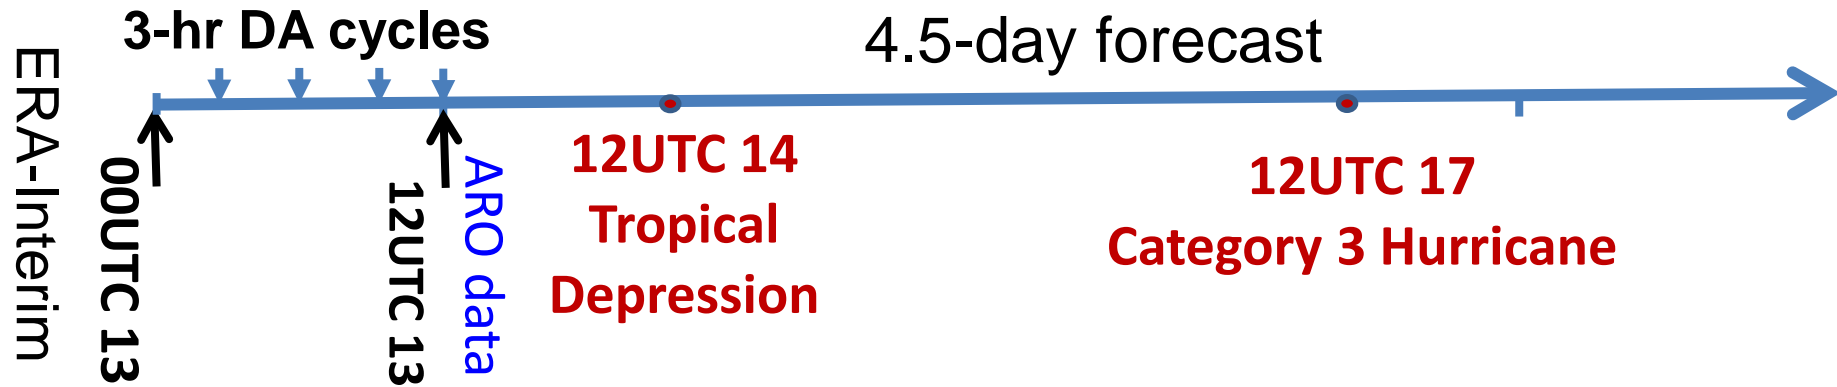 3-hr DA cycles
4.5-day forecast
ERA-Interim
00UTC 13
12UTC 13
ARO data
12UTC 14
Tropical
Depression
12UTC 17
Category 3 Hurricane